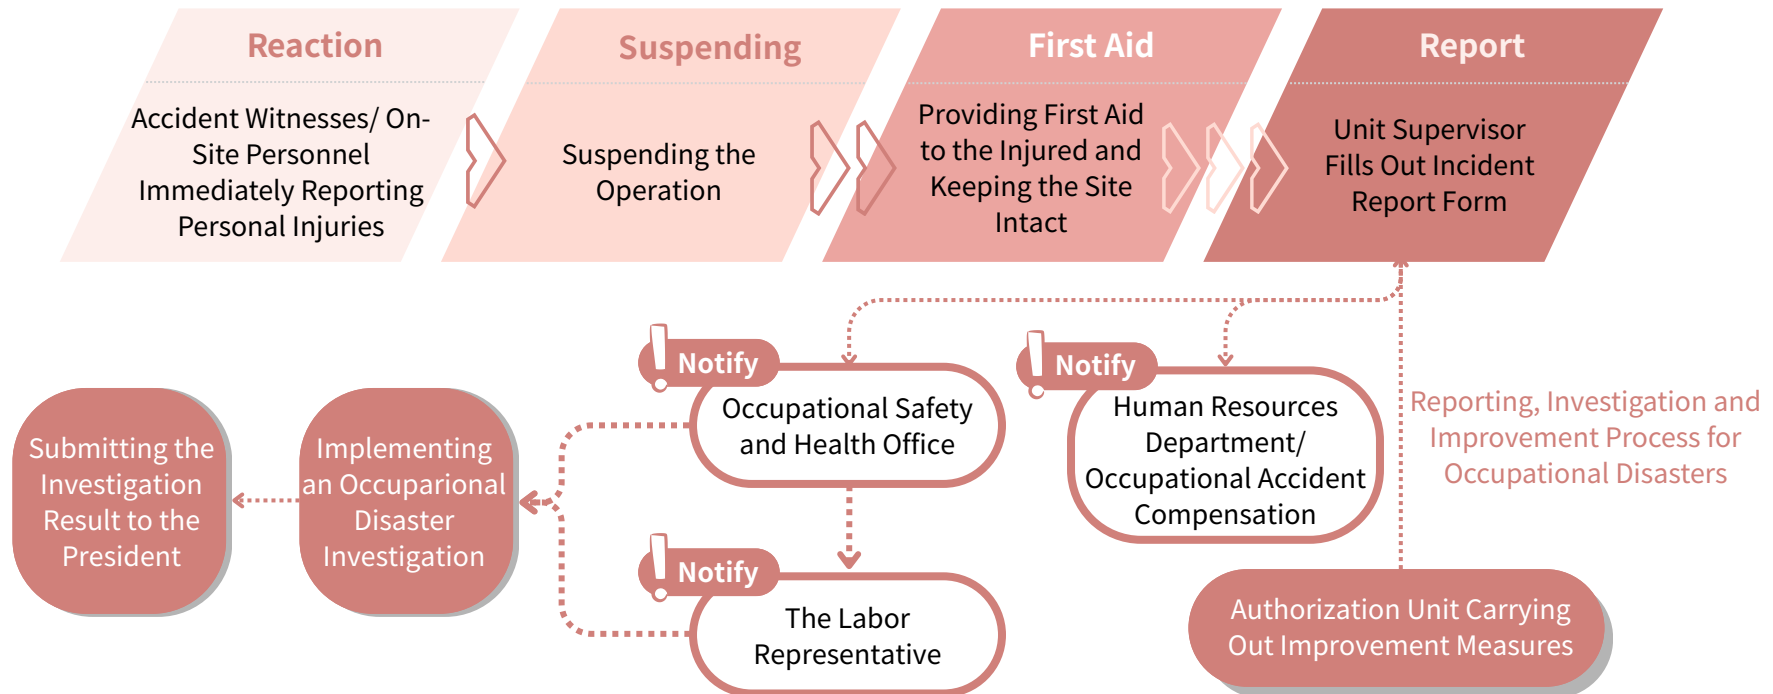 Reaction
Accident Witnesses/ On-
Site Personnel
Immediately Reporting
Personal Injuries
Suspending
Suspending the
Operation
First Aid
Providing First Aid
to the Injured and
Keeping the Site
Intact
Report
Unit Supervisor
Fills Out Incident
Report Form
Notify
Occupational Safety
and Health Office
Notify
Human Resources
Department/
Occupational Accident
Compensation
Reporting, Investigation and
Improvement Process for
Occupational Disasters
Submitting the
Investigation
Result to the
President
Implementing
an Occuparional
Disaster
Investigation
Notify
The Labor
Representative
Authorization Unit Carrying
Out Improvement Measures